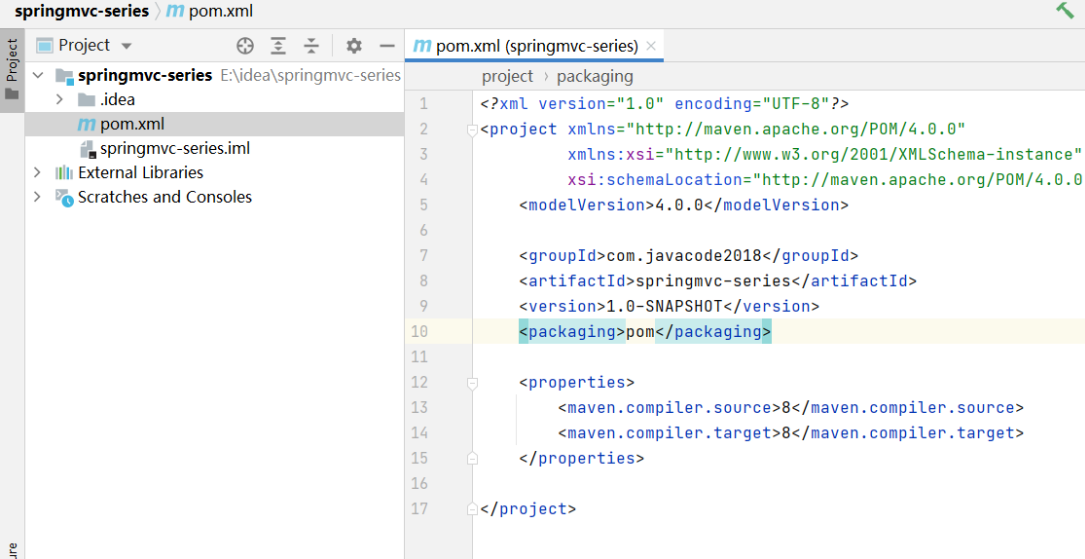 springmvc-series pom.xml
Project
Project
pom.xml (springmvc-series)
springmvc-series E:\idea\springmvc-series
.idea
pom.xml
springmvc-series.iml
External Libraries
Scratches and Consoles
project packaging
1 <?xml version="1.0" encoding="UTF-8"?>
2 <project xmlns="http://maven.apache.org/POM/4.0.0"
3 xmlns:xsi="http://www.w3.org/2001/XMLSchema-instance"
4 xsi:schemaLocation="http://maven.apache.org/POM/4.0.0
5 <modelVersion>4.0.0</modelVersion>
6
7 <groupId>com.javacode2018</groupId>
8 <artifactId>springmvc-series</artifactId>
9 <version>1.0-SNAPSHOT</version>
10 <packaging>pom</packaging>
11
12 <properties>
13 <maven.compiler.source>8</maven.compiler.source>
14 <maven.compiler.target>8</maven.compiler.target>
15 </properties>
16
17 </project>